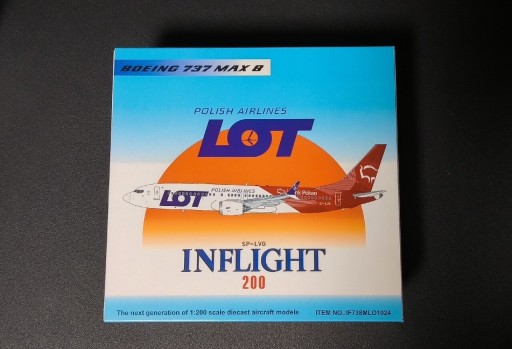 BOEING 737 MAX 8
POLISH AIRLINES
LOT
POLISH AIRLINES
LOT
SP-LVG
INFLIGHT
200
The next generation of 1:200 scale diecast aircraft models
ITEM NO.:IF738MLO1024